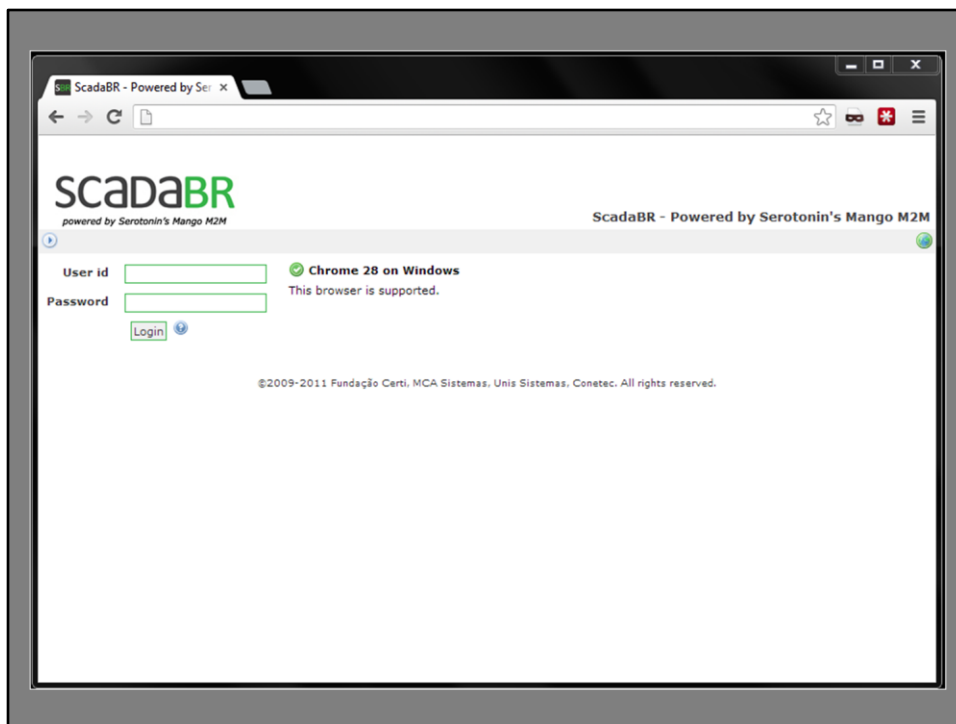 ScadaBR - Powered by Ser
scadaBR
powered by Serotonin's Mango M2M
ScadaBR - Powered by Serotonin's Mango M2M
User id
Chrome 28 on Windows
This browser is supported.
Password
Login
©2009-2011 Fundação Certi, MCA Sistemas, Unis Sistemas, Conetec. All rights reserved.